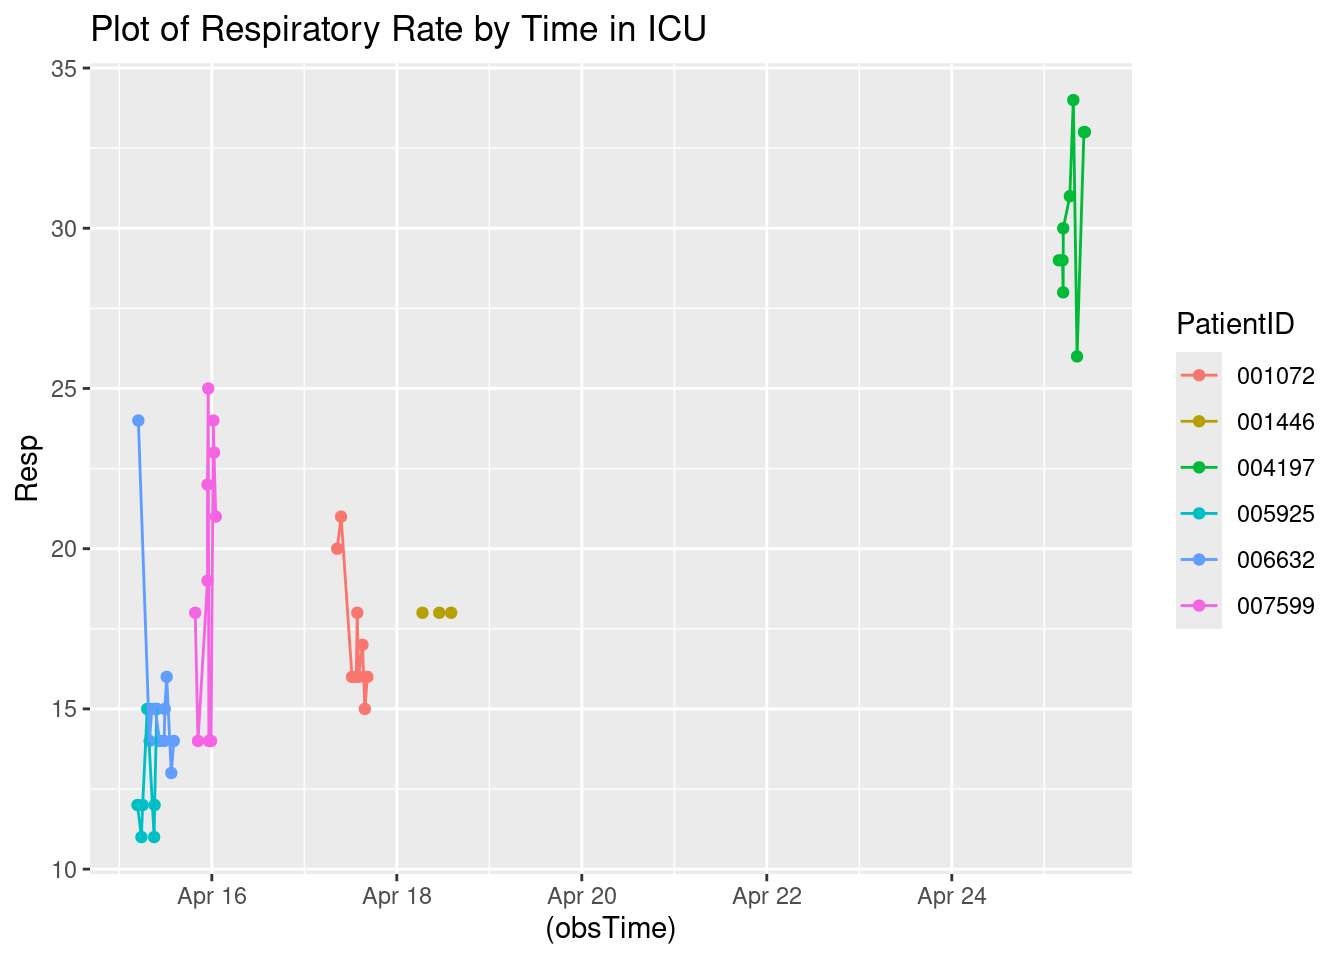 Plot of Respiratory Rate by Time in ICU
35
30
25
20
15
10
Resp
Apr 16
Apr 18
Apr 20
Apr 22
Apr 24
(obsTime)
PatientID
001072
001446
004197
005925
006632
007599